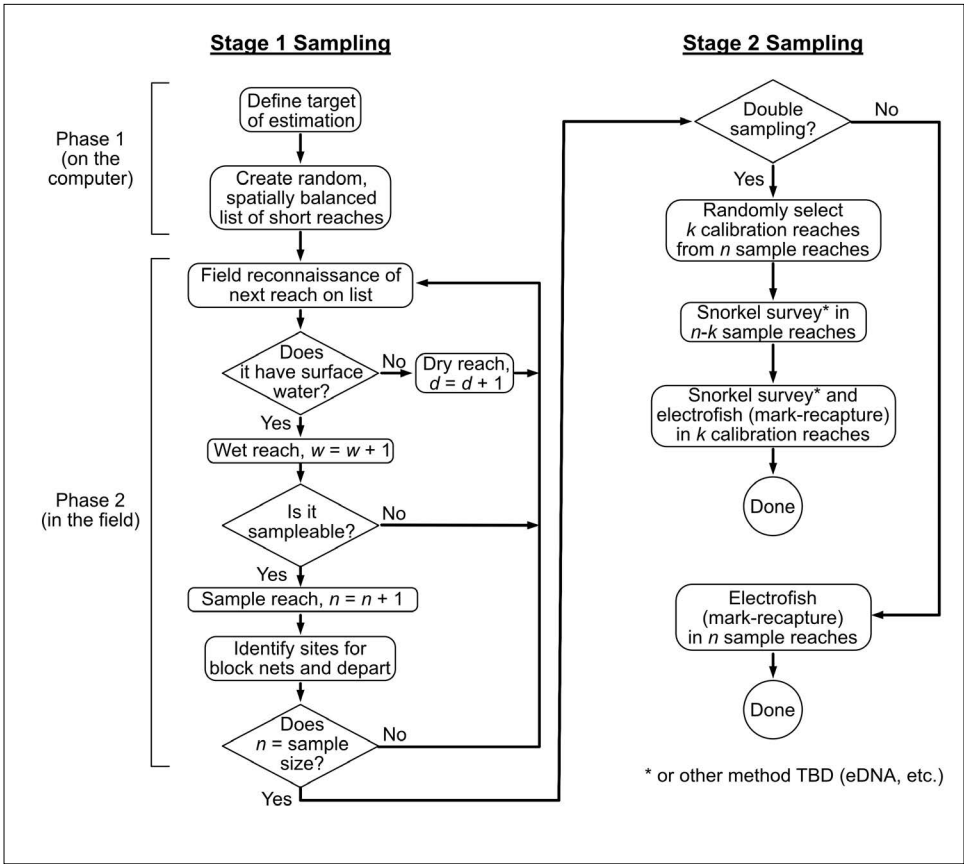 Stage 1 Sampling
Phase 1
(on the
computer)
Define target
of estimation
Create random,
spatially balanced
list of short reaches
Phase 2
(in the field)
Field reconnaissance of
next reach on list
Does
it have surface
water?
No
Dry reach,
d = d + 1
Yes
Wet reach, w = w + 1
Is it
sampleable?
No
Yes
Sample reach, n = n + 1
Identify sites for
block nets and depart
Does
n = sample
size?
No
Yes
Stage 2 Sampling
Double
sampling?
No
Yes
Randomly select
k calibration reaches
from n sample reaches
Snorkel survey* in
n-k sample reaches
Snorkel survey* and
electrofish (mark-recapture)
in k calibration reaches
Done
Electrofish
(mark-recapture)
in n sample reaches
Done
* or other method TBD (eDNA, etc.)